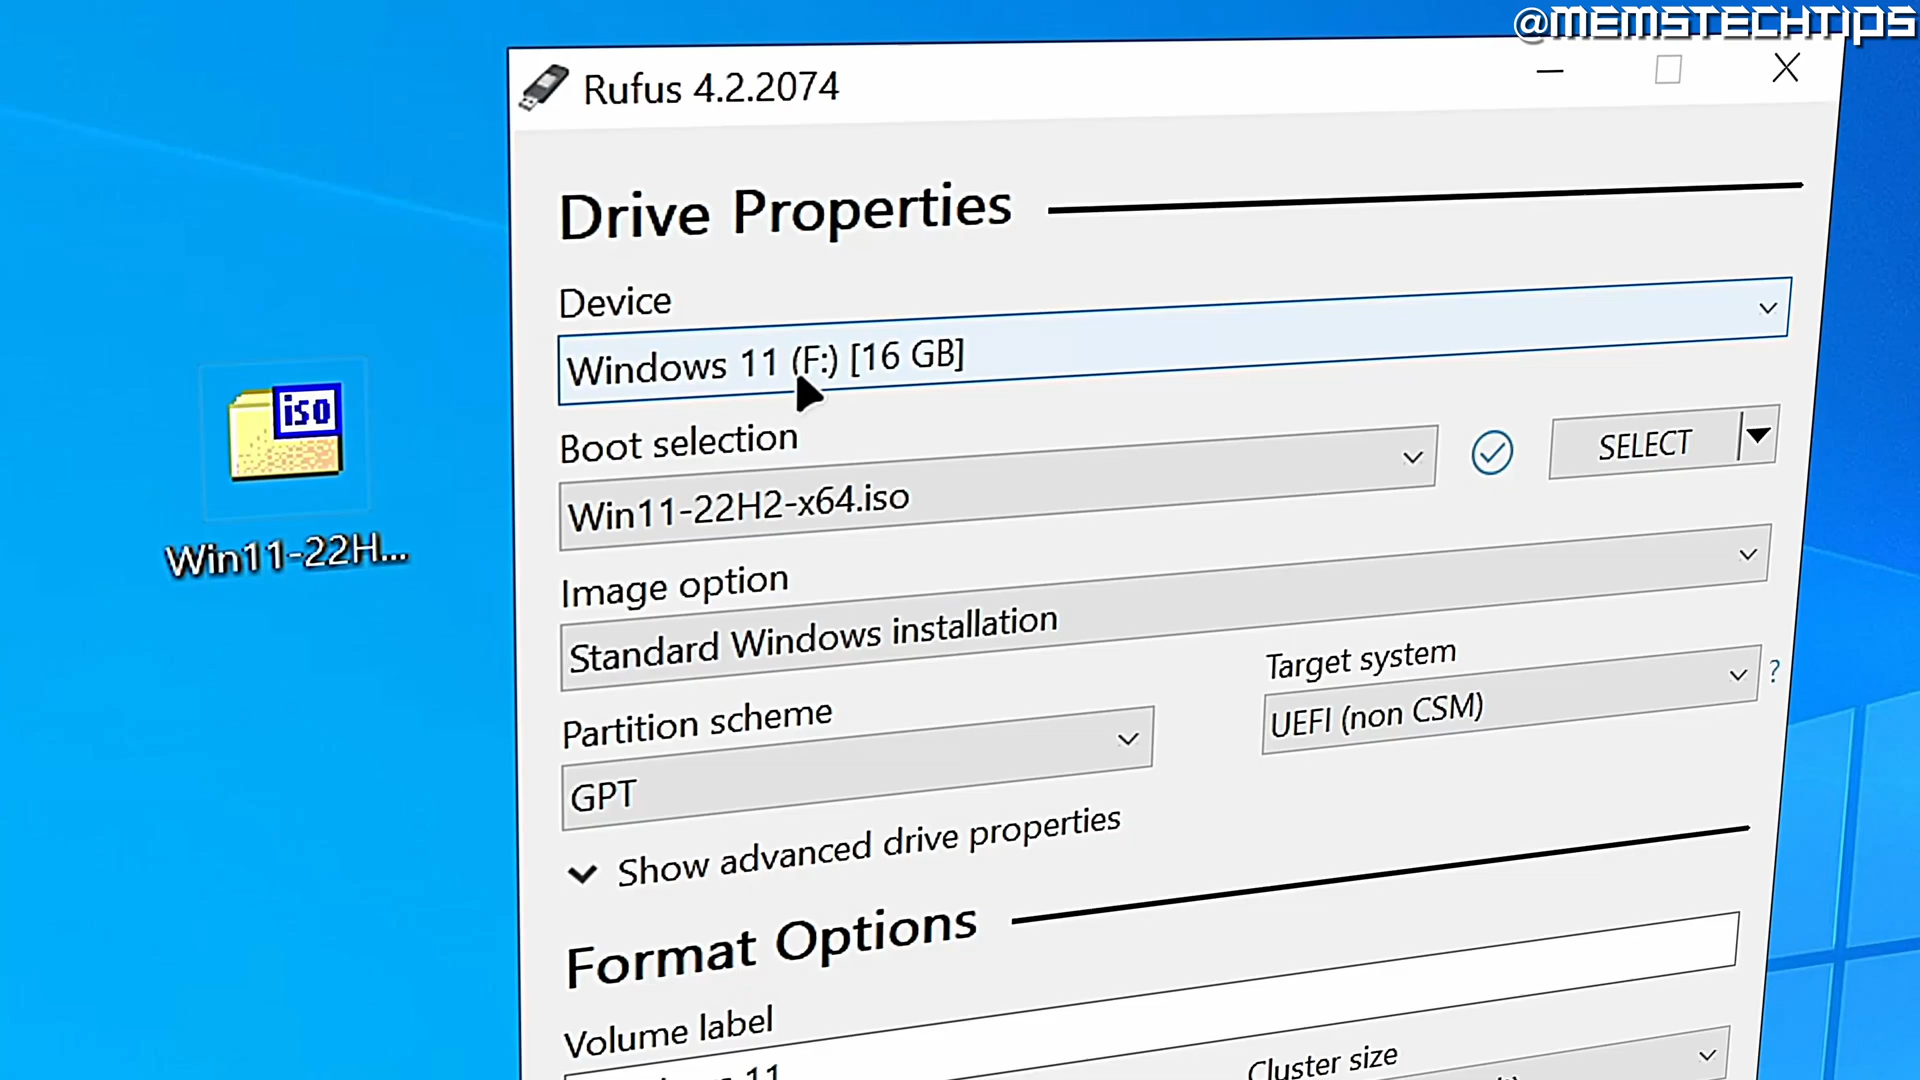 @MEMSTECHTIPS
Rufus 4.2.2074
Drive Properties
Device
Windows 11 (F:) [16 GB]
Boot selection
Win11-22H2-x64.iso
SELECT
Image option
Standard Windows installation
Partition scheme
GPT
Target system
UEFI (non CSM)
?
Show advanced drive properties
Format Options
Volume label
11
Cluster size
iso
Win11-22H...